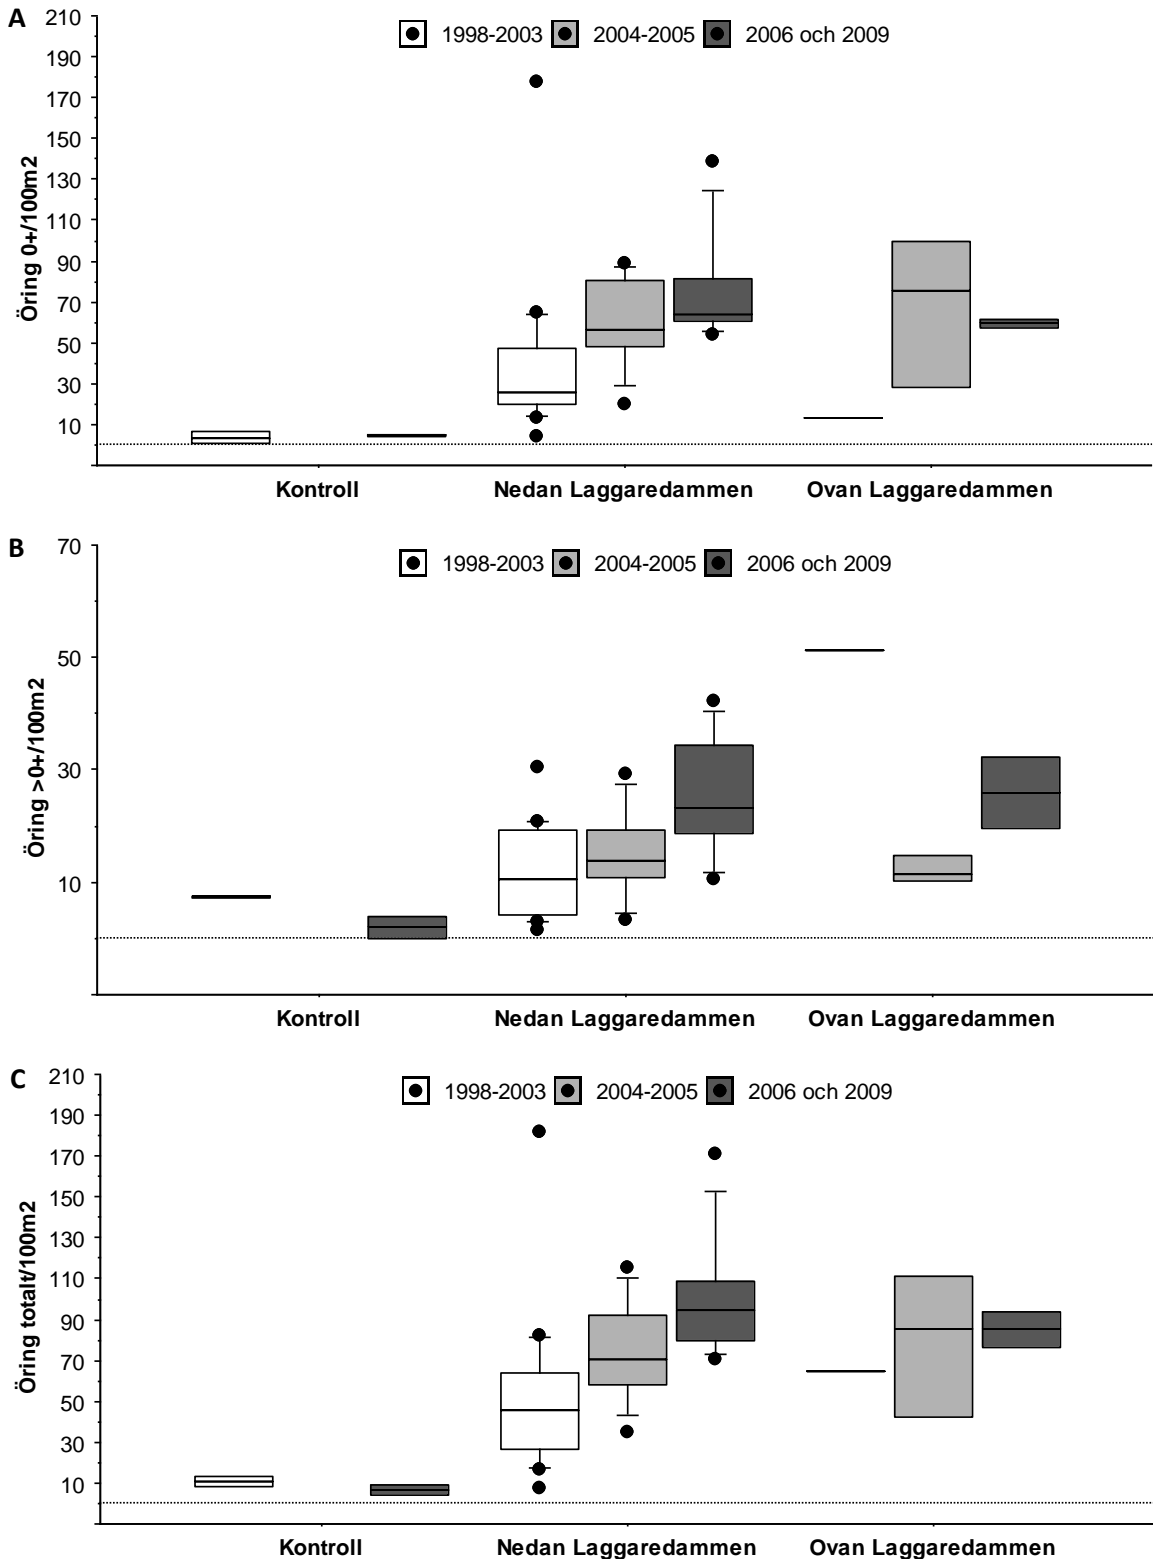 A
1998-2003 2004-2005 2006 och 2009
Öring 0+/100m2
210
190
170
150
130
110
90
70
50
30
10
Kontroll Nedan Laggaredammen Ovan Laggaredammen
B
1998-2003 2004-2005 2006 och 2009
Öring >0+/100m2
70
50
30
10
Kontroll Nedan Laggaredammen Ovan Laggaredammen
C
1998-2003 2004-2005 2006 och 2009
Öring totalt/100m2
210
190
170
150
130
110
90
70
50
30
10
Kontroll Nedan Laggaredammen Ovan Laggaredammen